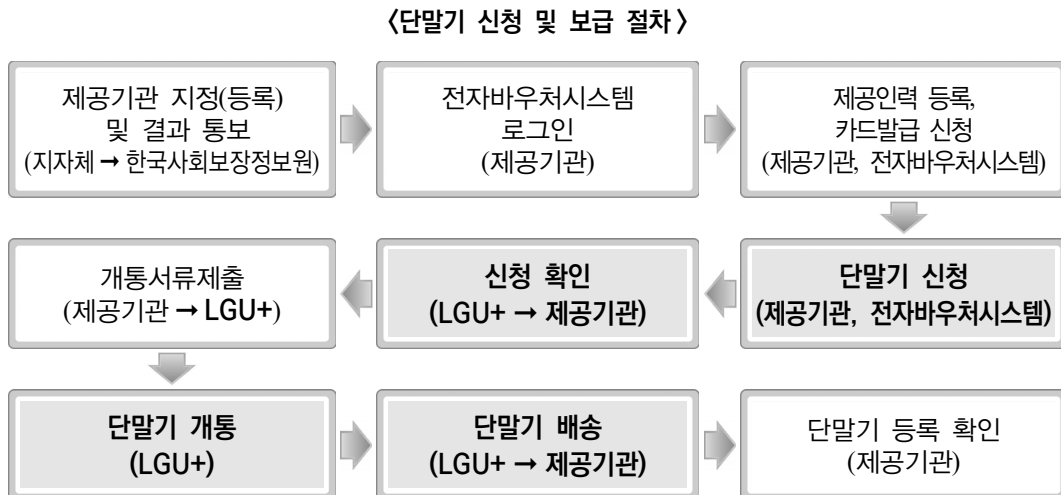 〈단말기 신청 및 보급 절차〉
제공기관 지정(등록)
및 결과 통보
(지자체 → 한국사회보장정보원)
전자바우처시스템
로그인
(제공기관)
제공인력 등록,
카드발급 신청
(제공기관, 전자바우처시스템)
단말기 신청
(제공기관, 전자바우처시스템)
신청 확인
(LGU+ → 제공기관)
개통서류제출
(제공기관 → LGU+)
단말기 개통
(LGU+)
단말기 배송
(LGU+ → 제공기관)
단말기 등록 확인
(제공기관)